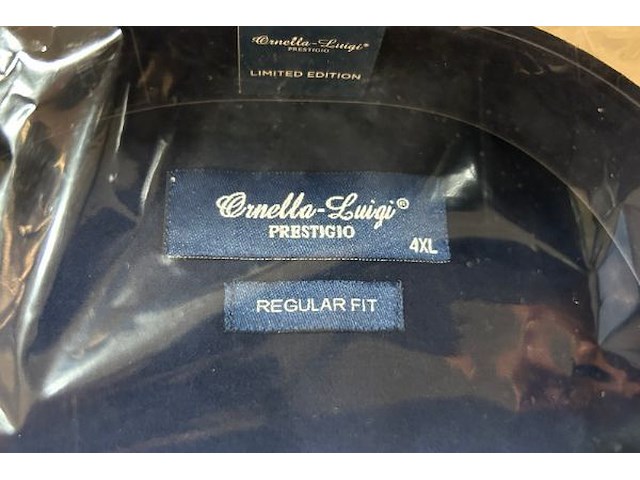 Ornella-Luigi®
PRESTIGIO
LIMITED EDITION
Ornella-Luigi®
PRESTIGIO
4XL
REGULAR FIT